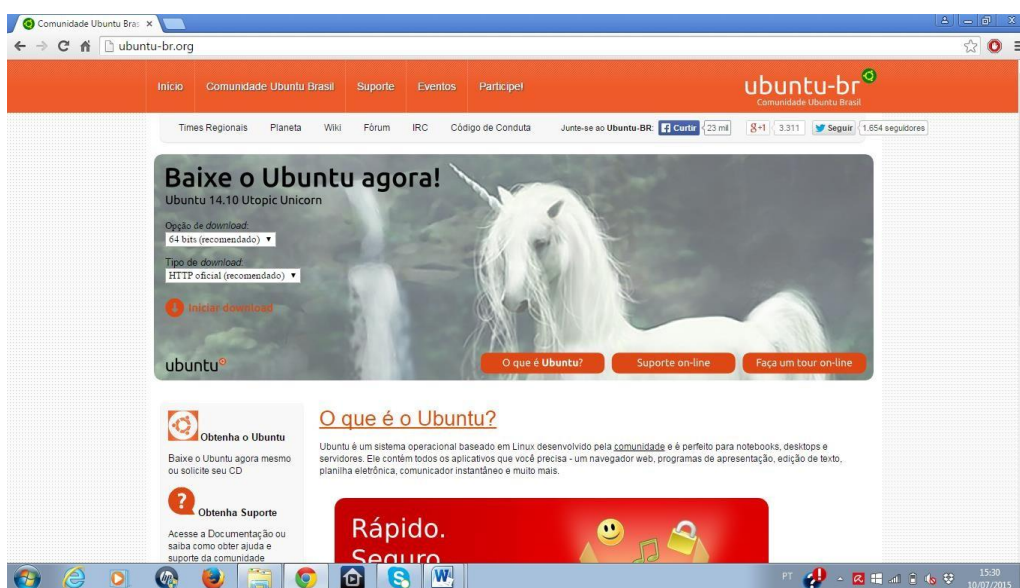 Comunidade Ubuntu Bras
ubuntu-br.org
Início Comunidade Ubuntu Brasil Suporte Eventos Participe!
ubuntu-br
Comunidade Ubuntu Brasil
Times Regionais Planeta Wiki Fórum IRC Código de Conduta Junte-se ao Ubuntu-BR: Curtir 23 mil g+1 3.311 Seguir 1.654 seguidores
Baixe o Ubuntu agora!
Ubuntu 14.10 Utopic Unicorn
Opção de download:
64 bits (recomendado)
Tipo de download:
HTTP oficial (recomendado)
Iniciar download
ubuntu
O que é Ubuntu? Suporte on-line Faça um tour on-line
Obtenha o Ubuntu
Baixe o Ubuntu agora mesmo
ou solicite seu CD
Obtenha Suporte
Acesse a Documentação ou
saiba como obter ajuda e
suporte da comunidade
O que é o Ubuntu?
Ubuntu é um sistema operacional baseado em Linux desenvolvido pela comunidade e é perfeito para notebooks, desktops e
servidores. Ele contém todos os aplicativos que você precisa - um navegador web, programas de apresentação, edição de texto,
planilha eletrônica, comunicador instantâneo e muito mais.
Rápido.
Seguro
PT 15:30
10/07/2015